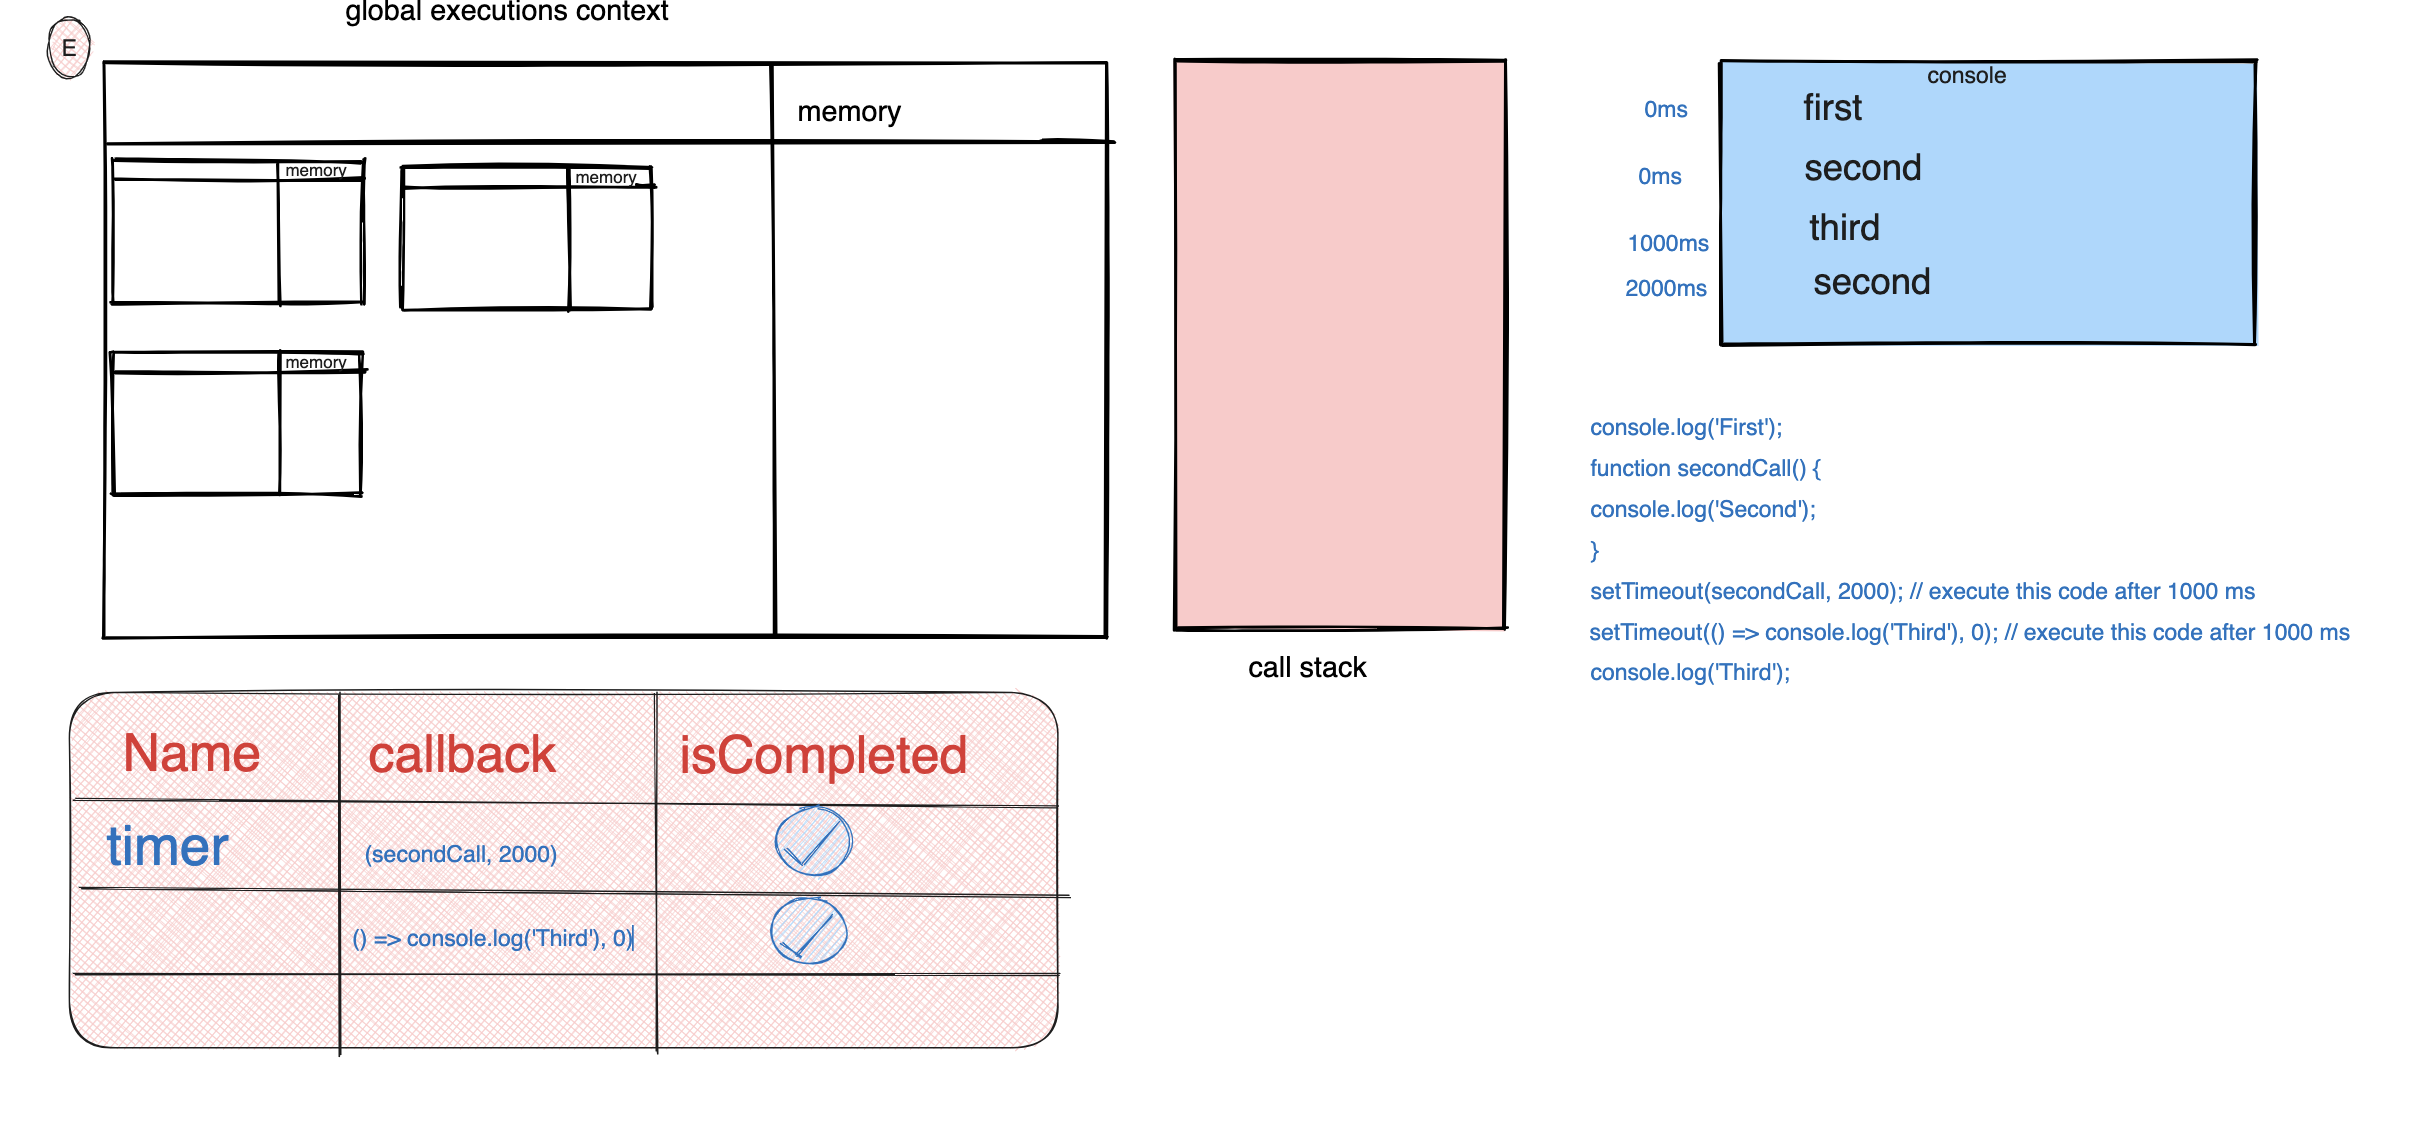 global executions context
E
memory
memory
memory
memory
call stack
console
0ms
first
0ms
second
1000ms
third
2000ms
second
console.log('First');
function secondCall() {
console.log('Second');
}
setTimeout(secondCall, 2000); // execute this code after 1000 ms
setTimeout(() => console.log('Third'), 0); // execute this code after 1000 ms
console.log('Third');
Name callback isCompleted
timer (secondCall, 2000)
() => console.log('Third'), 0)